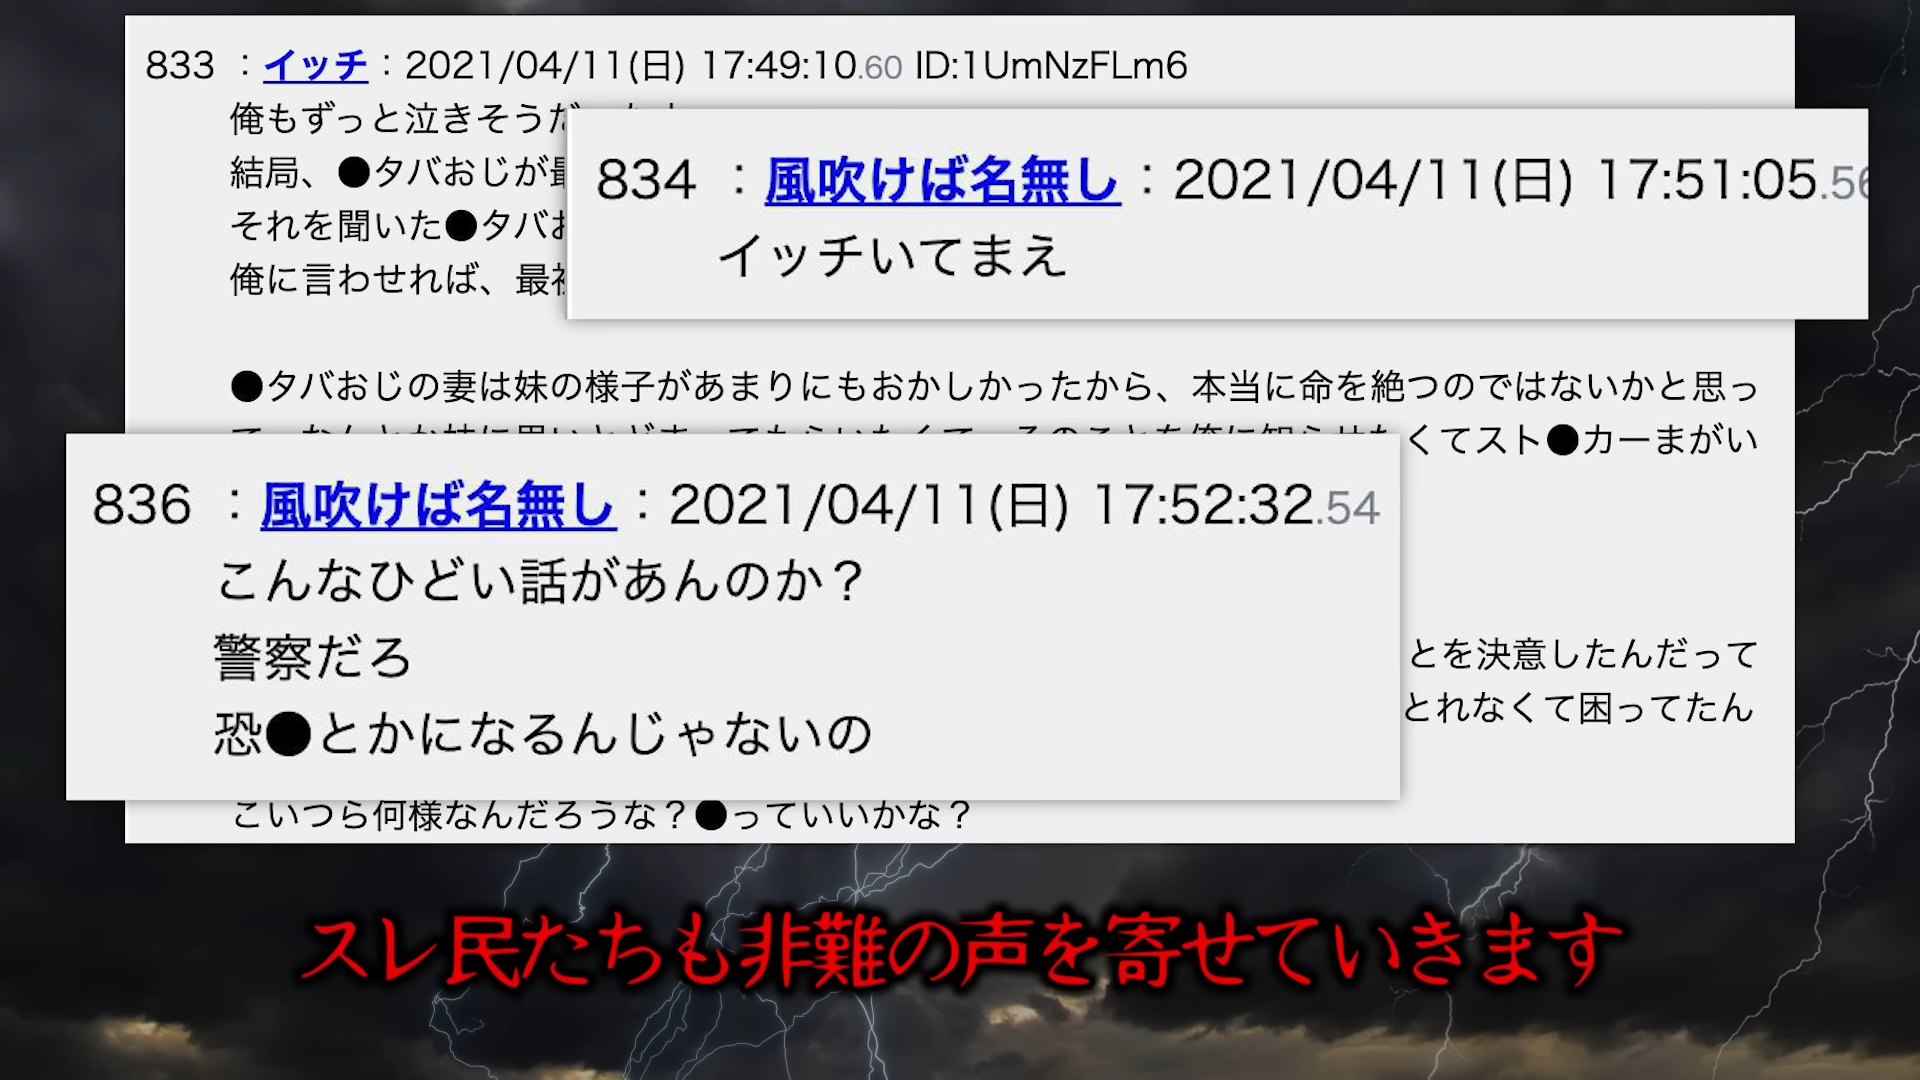 833 ：イッチ：2021/04/11(日) 17:49:10.60 ID:1UmNzFLm6
俺もずっと泣きそうだ
結局、●タバおじが最
それを聞いた●タバお
俺に言わせれば、最初
834 ：風吹けば名無し：2021/04/11(日) 17:51:05.56
イッチいてまえ
●タバおじの妻は妹の様子があまりにもおかしかったから、本当に命を絶つのではないかと思っ
くてスト●カーまがい
836 ：風吹けば名無し：2021/04/11(日) 17:52:32.54
こんなひどい話があんのか？
警察だろ
恐●とかになるんじゃないの
とを決意したんだって
とれなくて困ってたん
こいつら何様なんだろうな？●っていいかな？
スレ民たちも非難の声を寄せていきます